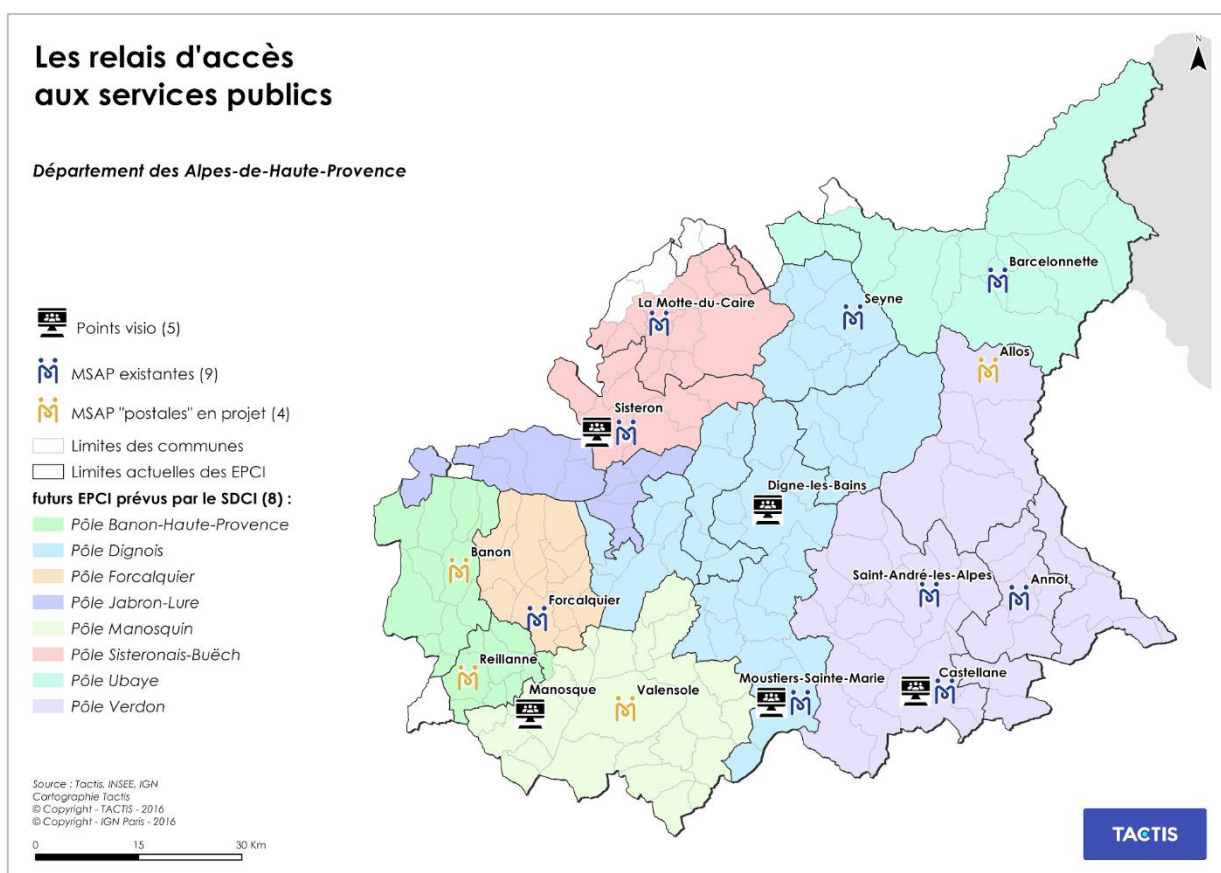 Les relais d'accès
aux services publics
Département des Alpes-de-Haute-Provence
N
Points visio (5)
MSAP existantes (9)
MSAP "postales" en projet (4)
Limites des communes
Limites actuelles des EPCI
futurs EPCI prévus par le SDCI (8) :
Pôle Banon-Haute-Provence
Pôle Dignois
Pôle Forcalquier
Pôle Jabron-Lure
Pôle Manosquin
Pôle Sisteronais-Buëch
Pôle Ubaye
Pôle Verdon
Barcelonnette
La Motte-du-Caire
Seyne
Allos
Sisteron
Digne-les-Bains
Banon
Saint-André-les-Alpes
Annot
Forcalquier
Reillanne
Manosque
Valensole
Moustiers-Sainte-Marie
Castellane
Source : Tactis, INSEE, IGN
Cartographie Tactis
© Copyright - TACTIS - 2016
© Copyright - IGN Paris - 2016
0 15 30 Km
TACTIS